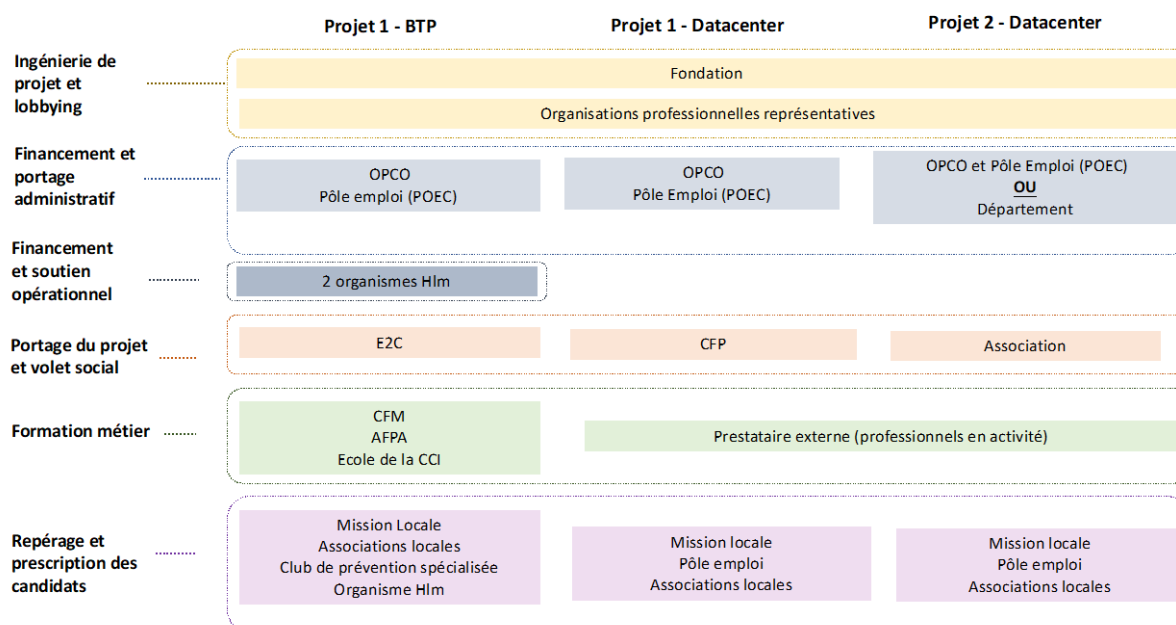 Projet 1 - BTP
Projet 1 - Datacenter
Projet 2 - Datacenter
Ingénierie de
projet et
lobbying
Fondation
Organisations professionnelles représentatives
Financement et
portage
administratif
OPCO
Pôle emploi (POEC)
OPCO
Pôle Emploi (POEC)
OPCO et Pôle Emploi (POEC)
OU
Département
Financement
et soutien
opérationnel
2 organismes Hlm
Portage du projet
et volet social
E2C
CFP
Association
Formation métier
CFM
AFPA
Ecole de la CCI
Prestataire externe (professionnels en activité)
Repérage et
prescription des
candidats
Mission Locale
Associations locales
Club de prévention spécialisée
Organisme Hlm
Mission locale
Pôle emploi
Associations locales
Mission locale
Pôle emploi
Associations locales